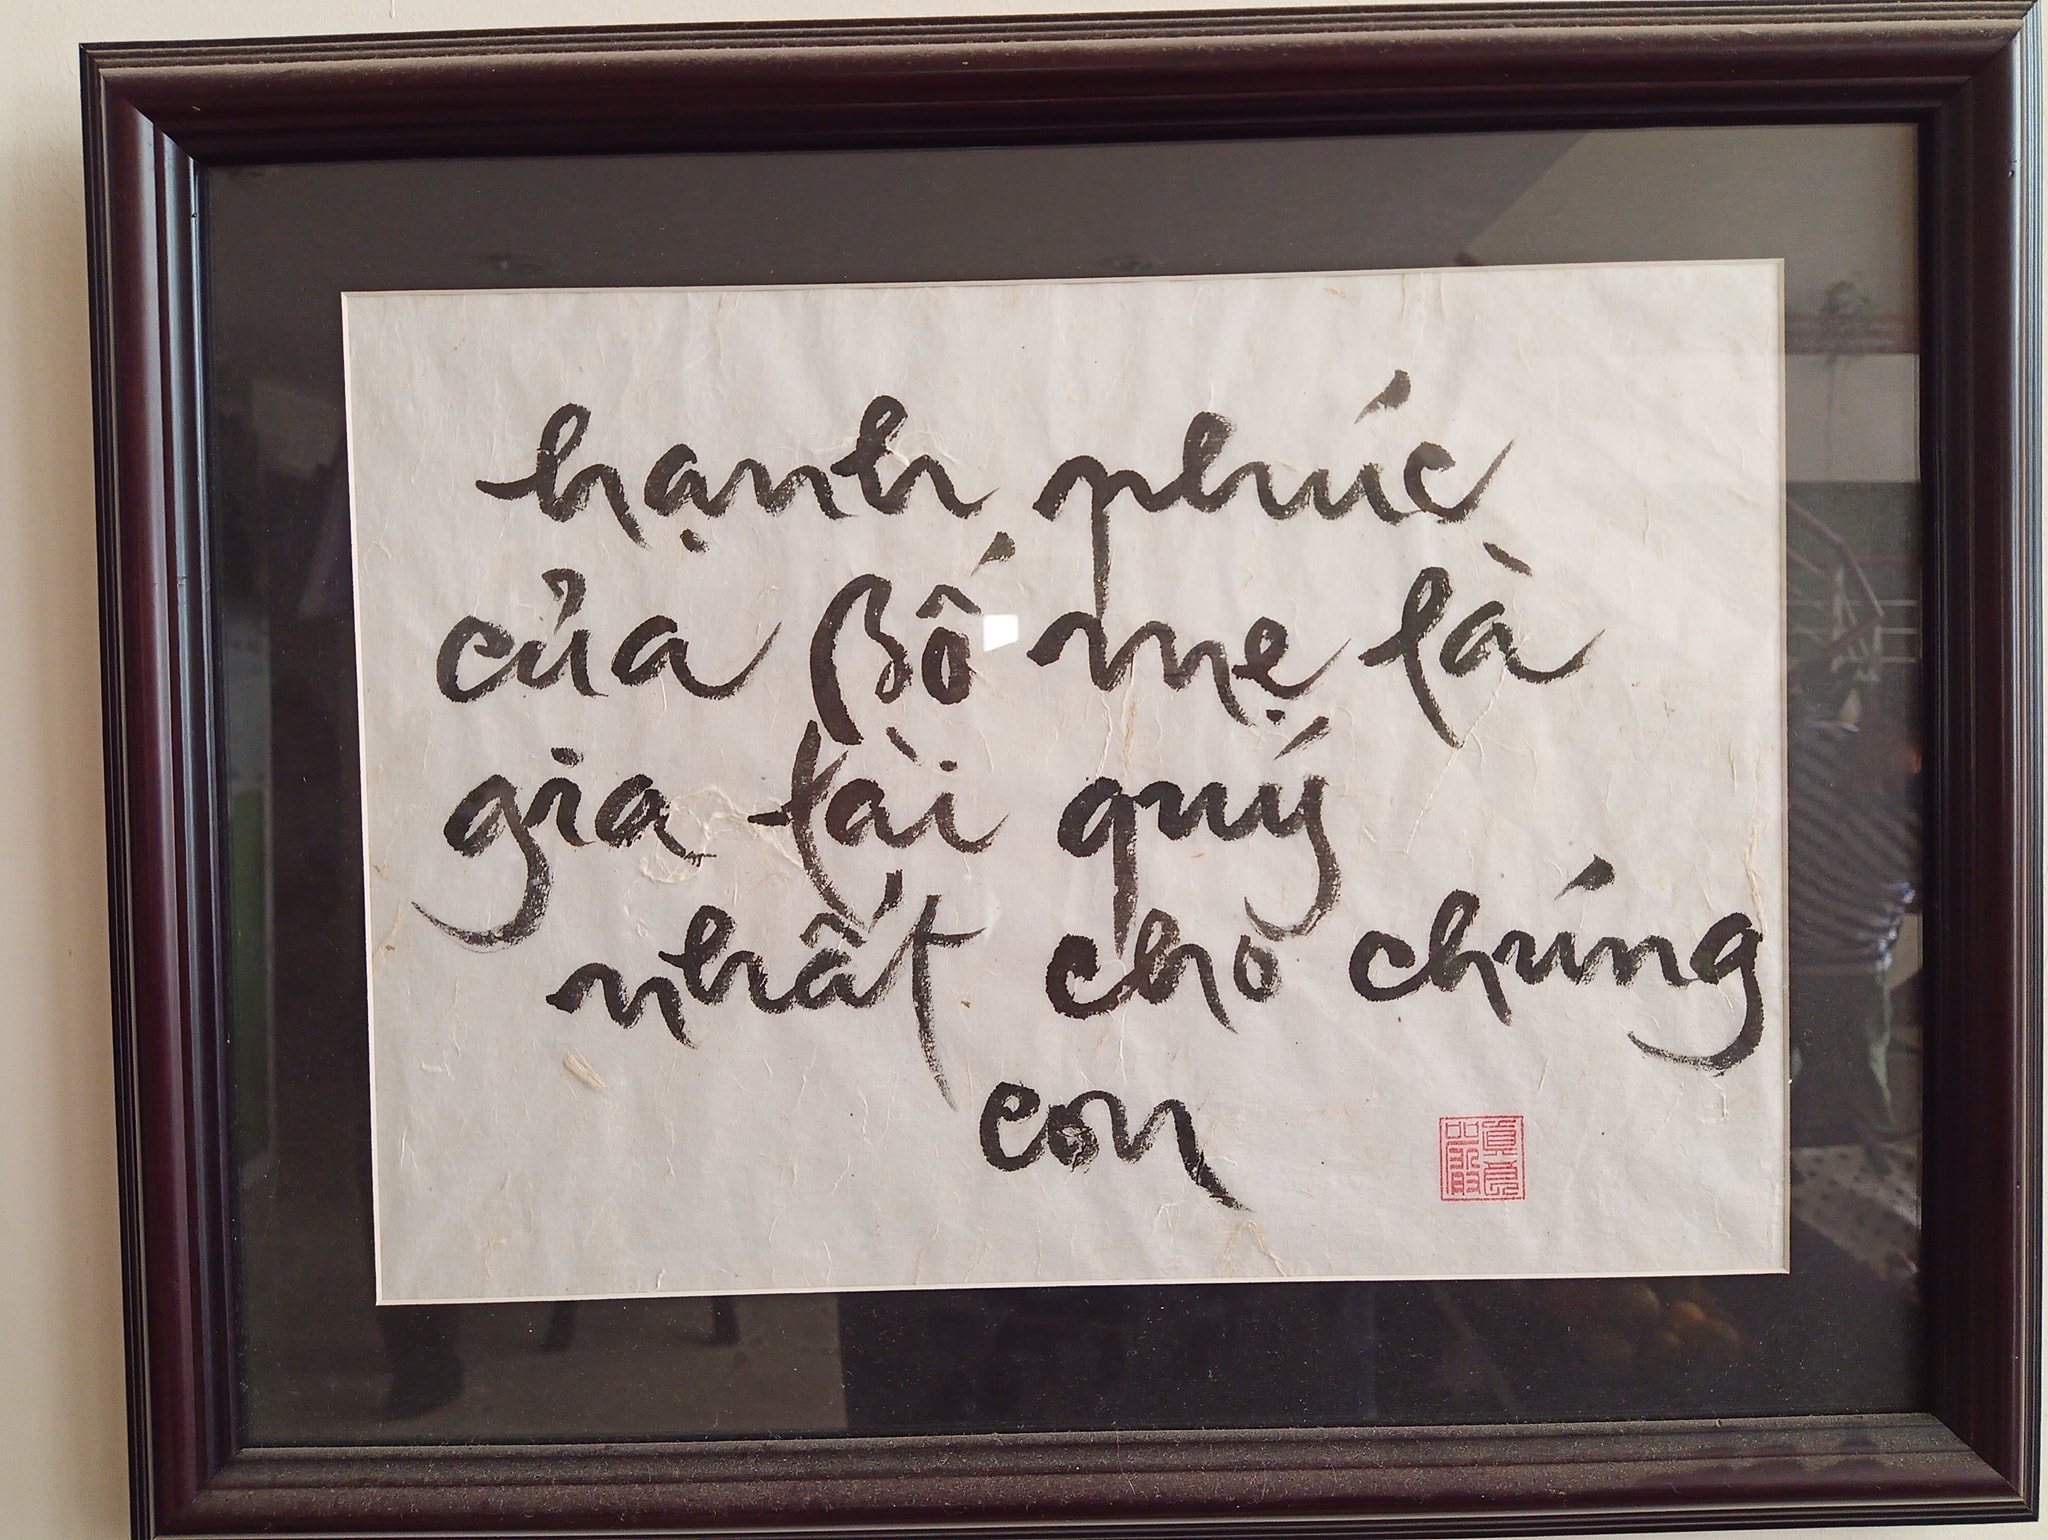 hạnh phúc
của Bố mẹ là
gia tài quý
nhất cho chúng
con